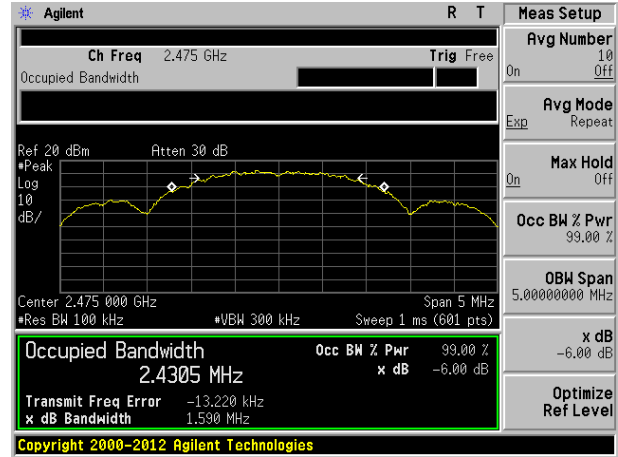 Agilent R T
Ch Freq 2.475 GHz Trig Free
Occupied Bandwidth
Ref 20 dBm Atten 30 dB
#Peak
Log
10
dB/
Center 2.475 000 GHz Span 5 MHz
#Res BW 100 kHz #VBW 300 kHz Sweep 1 ms (601 pts)
Occupied Bandwidth Occ BW % Pwr 99.00 %
2.4305 MHz x dB -6.00 dB
Transmit Freq Error -13.220 kHz
x dB Bandwidth 1.590 MHz
Copyright 2000-2012 Agilent Technologies
Meas Setup
Avg Number
10
On Off
Avg Mode
Exp Repeat
Max Hold
On Off
Occ BW % Pwr
99.00 %
OBW Span
5.00000000 MHz
x dB
-6.00 dB
Optimize
Ref Level